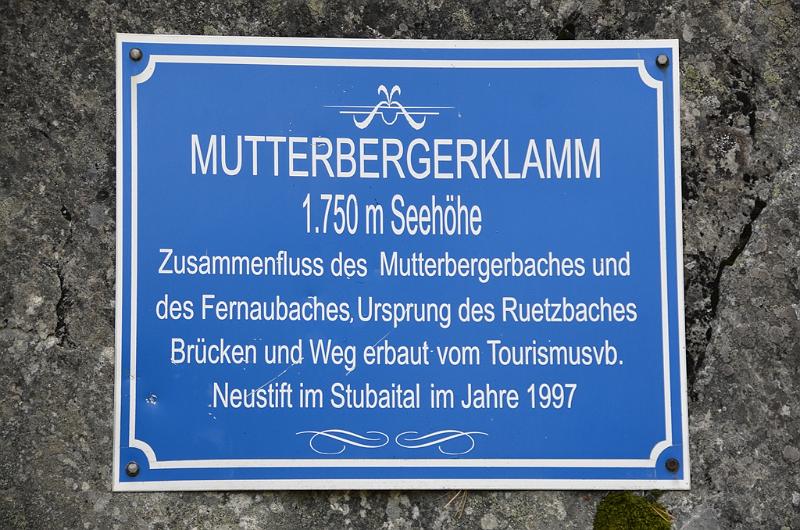 MUTTERBERGERKLAMM
1.750 m Seehöhe
Zusammenfluss des Mutterbergerbaches und
des Fernaubaches, Ursprung des Ruetzbaches
Brücken und Weg erbaut vom Tourismusvb.
Neustift im Stubaital im Jahre 1997